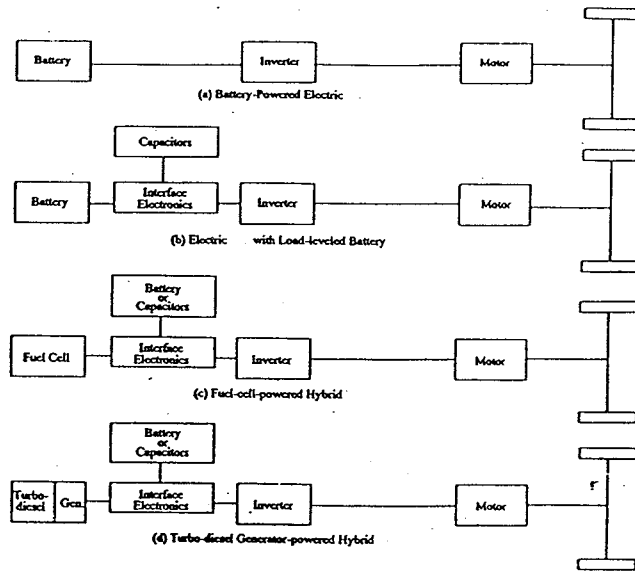 Battery
Inverter
Motor
(a) Battery-Powered Electric
Capacitors
Battery
Interface
Electronics
Inverter
Motor
(b) Electric with Load-leveled Battery
Battery
or
Capacitors
Fuel Cell
Interface
Electronics
Inverter
Motor
(c) Fuel-cell-powered Hybrid
Battery
or
Capacitors
Turbo-
diesel
Gen
Interface
Electronics
Inverter
Motor
(d) Turbo-diesel Generator-powered Hybrid